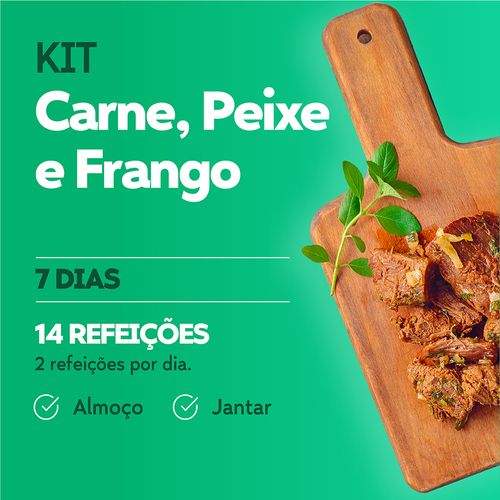 KIT
Carne, Peixe
e Frango
7 DIAS
14 REFEIÇÕES
2 refeições por dia.
Almoço Jantar